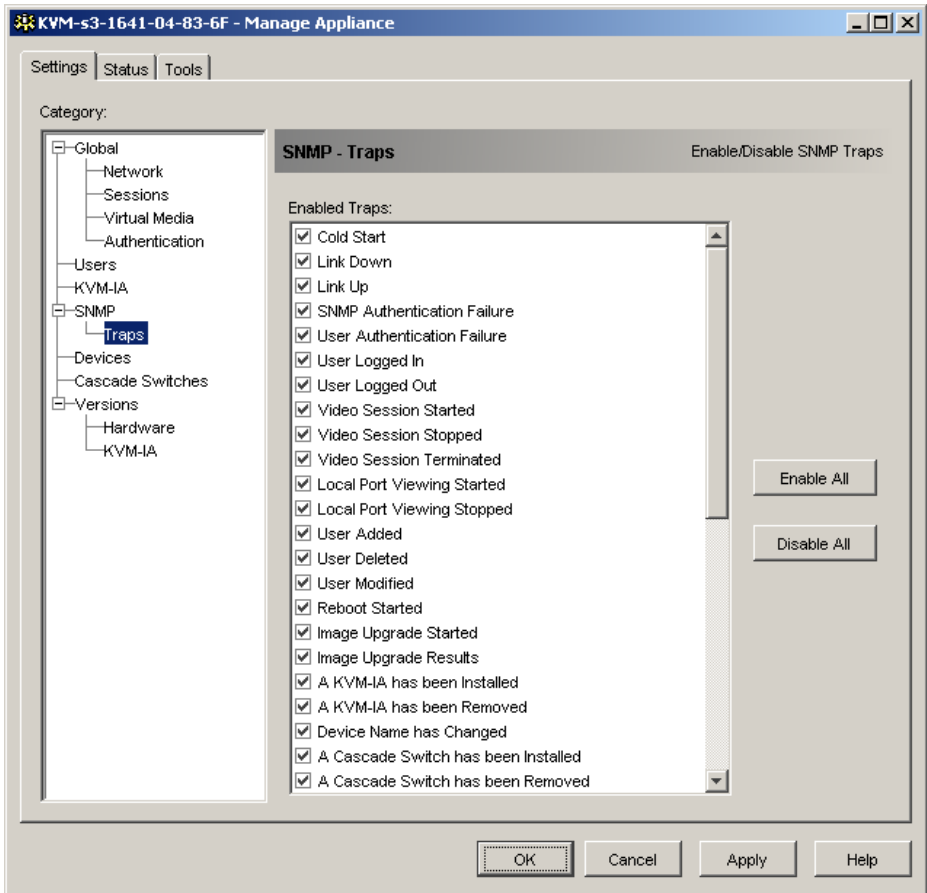 KVM-s3-1641-04-83-6F - Manage Appliance
Settings Status Tools
Category:
Global
Network
Sessions
Virtual Media
Authentication
Users
KVM-IA
SNMP
Traps
Devices
Cascade Switches
Versions
Hardware
KVM-IA
SNMP - Traps
Enable/Disable SNMP Traps
Enabled Traps:
Cold Start
Link Down
Link Up
SNMP Authentication Failure
User Authentication Failure
User Logged In
User Logged Out
Video Session Started
Video Session Stopped
Video Session Terminated
Local Port Viewing Started
Local Port Viewing Stopped
User Added
User Deleted
User Modified
Reboot Started
Image Upgrade Started
Image Upgrade Results
A KVM-IA has been Installed
A KVM-IA has been Removed
Device Name has Changed
A Cascade Switch has been Installed
A Cascade Switch has been Removed
Enable All
Disable All
OK Cancel Apply Help